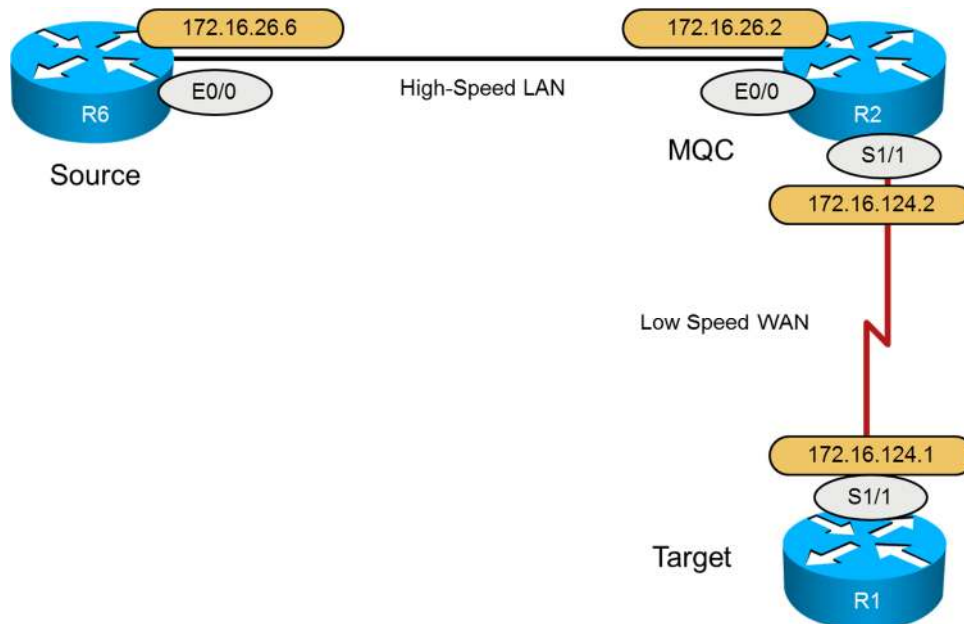 172.16.26.6
172.16.26.2
E0/0
High-Speed LAN
E0/0
R6
R2
Source
MQC
S1/1
172.16.124.2
Low Speed WAN
172.16.124.1
S1/1
Target
R1